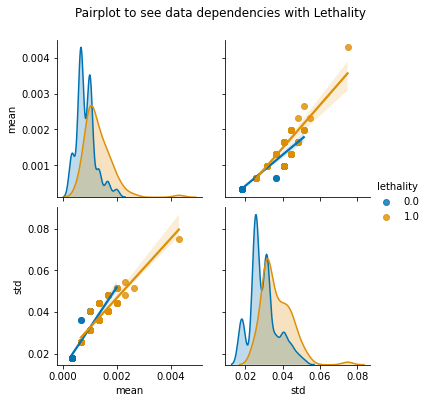 Pairplot to see data dependencies with Lethality
0.004
0.003
0.002
0.001
mean
lethality
0.0
1.0
0.08
0.06
0.04
0.02
std
0.000 0.002 0.004
mean
0.02 0.04 0.06 0.08
std